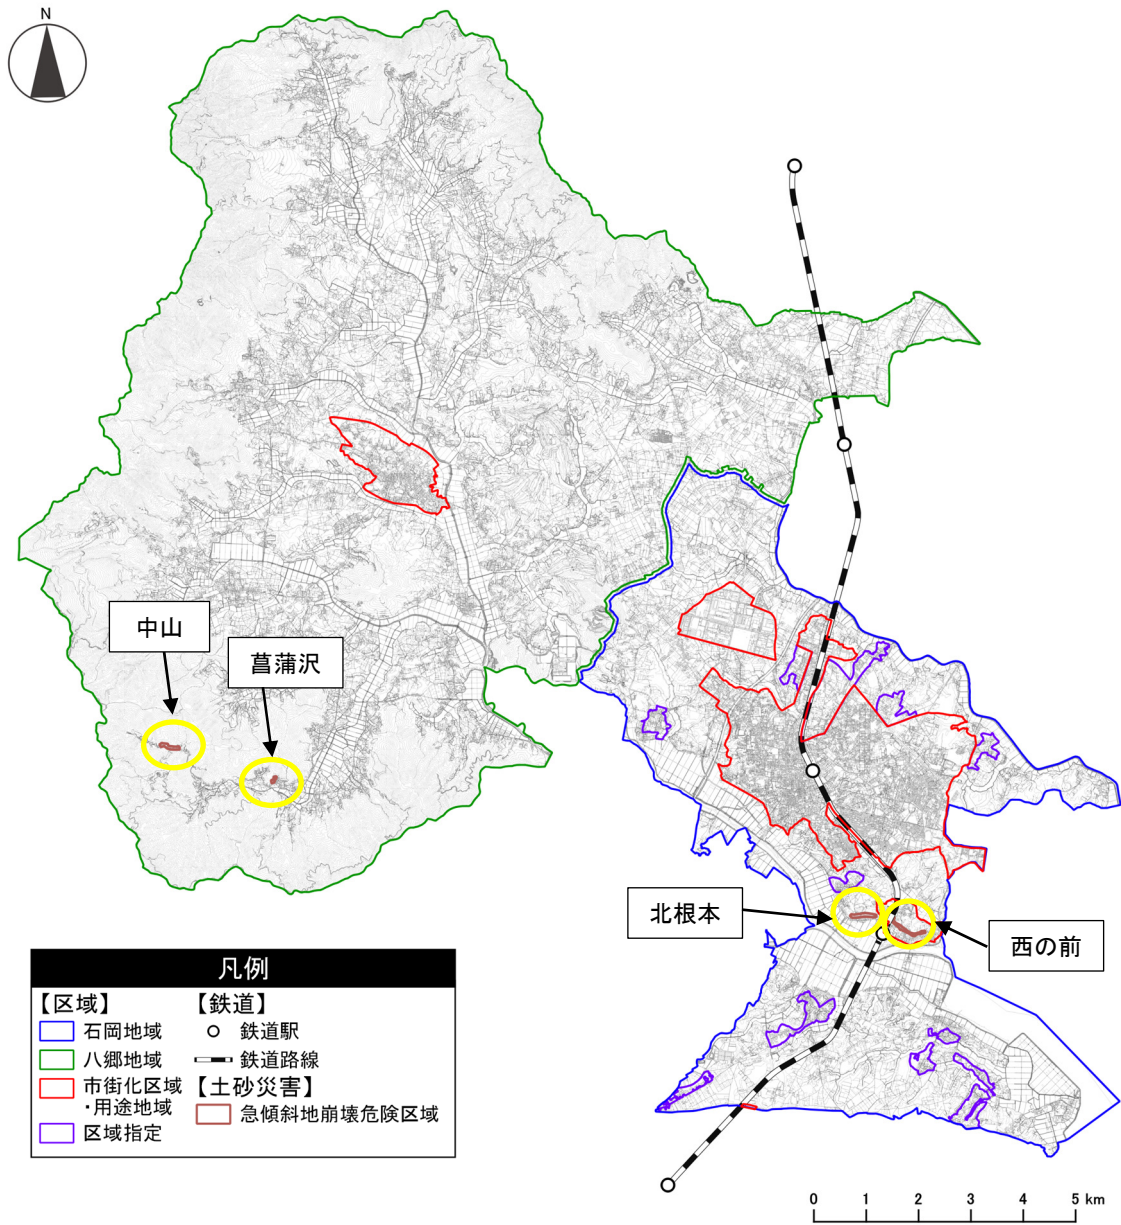 N
中山
菖蒲沢
北根本
西の前
凡例
【区域】
石岡地域
八郷地域
市街化区域
・用途地域
区域指定
【鉄道】
鉄道駅
鉄道路線
【土砂災害】
急傾斜地崩壊危険区域
0 1 2 3 4 5 km